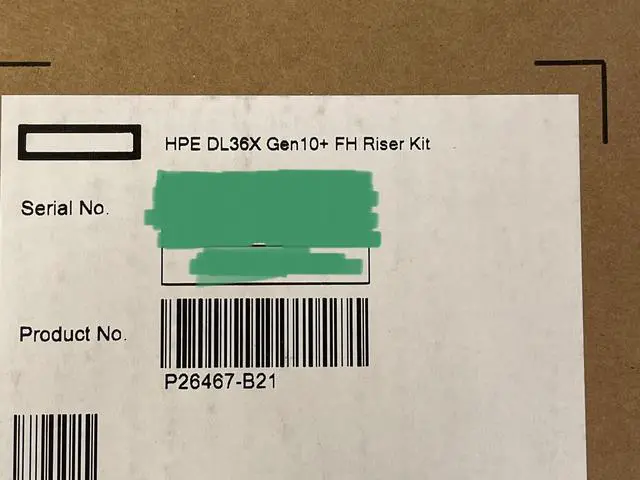 HPE DL36X Gen10+ FH Riser Kit
Serial No.
Product No.
P26467-B21